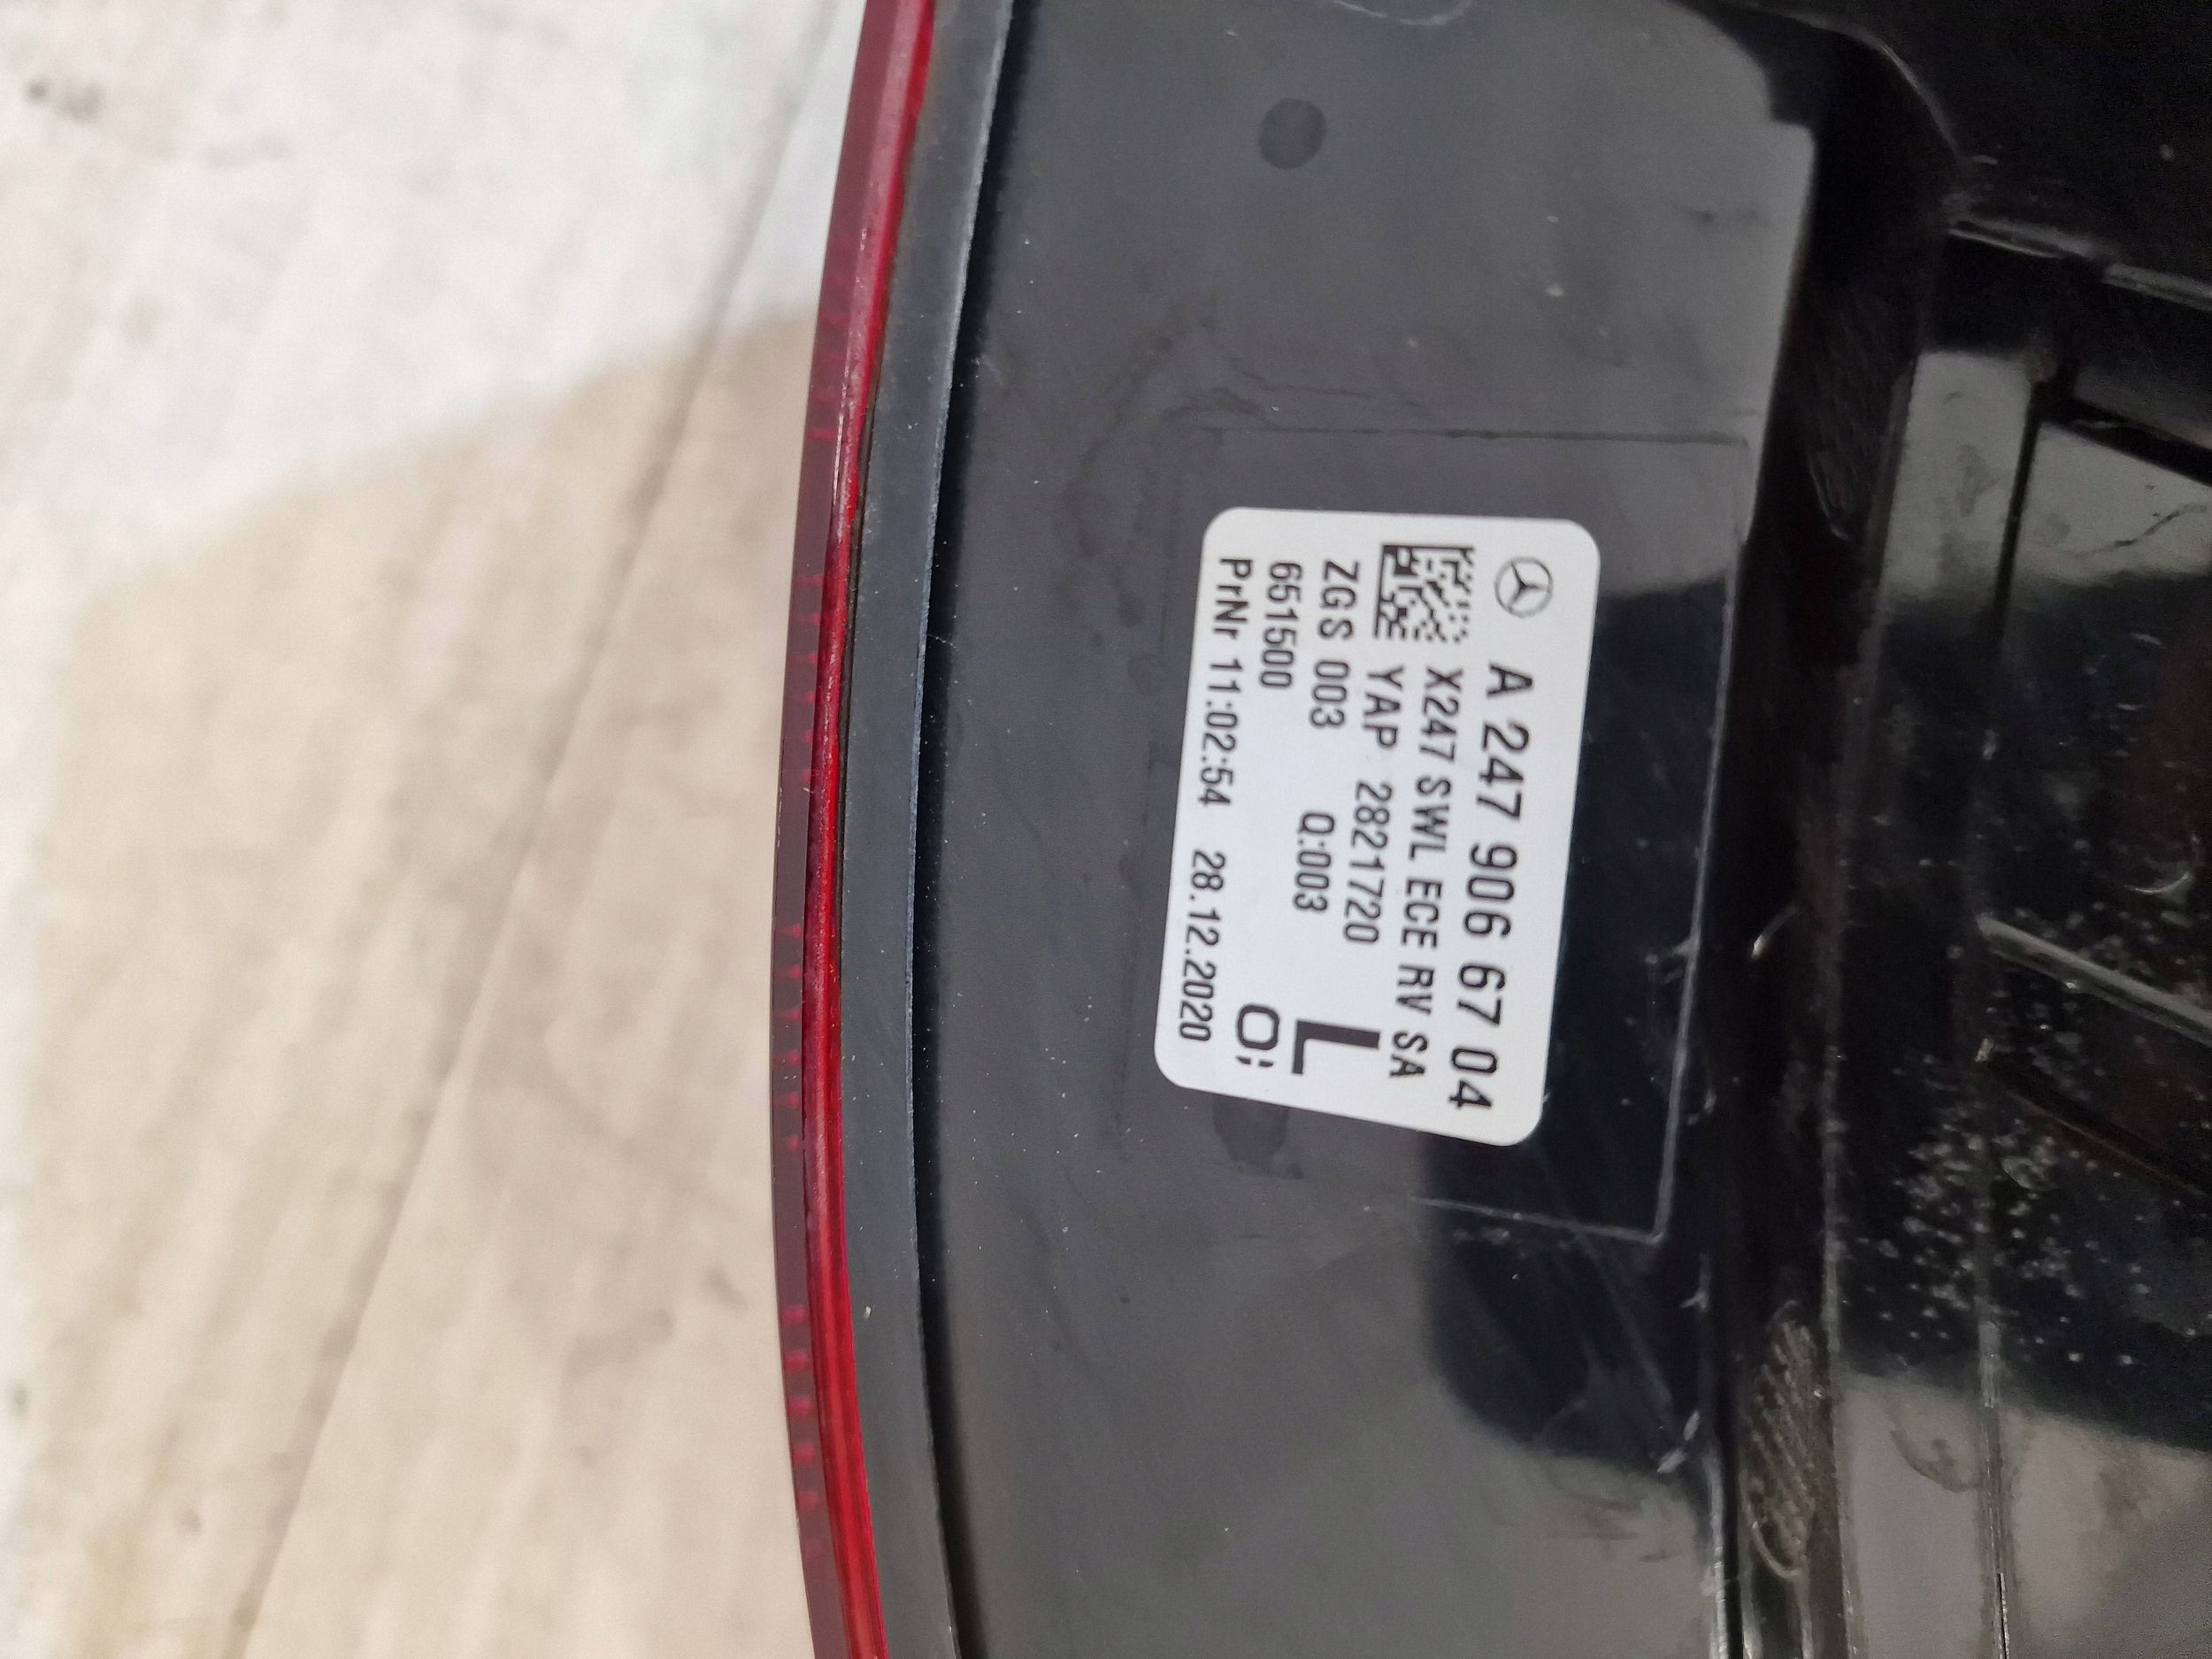 A 247 906 67 04
X247 SWL ECE RV SA
YAP 28217720
ZGS 003 Q:003
L
651500
O;
PrNr 11:02:54 28.12.2020